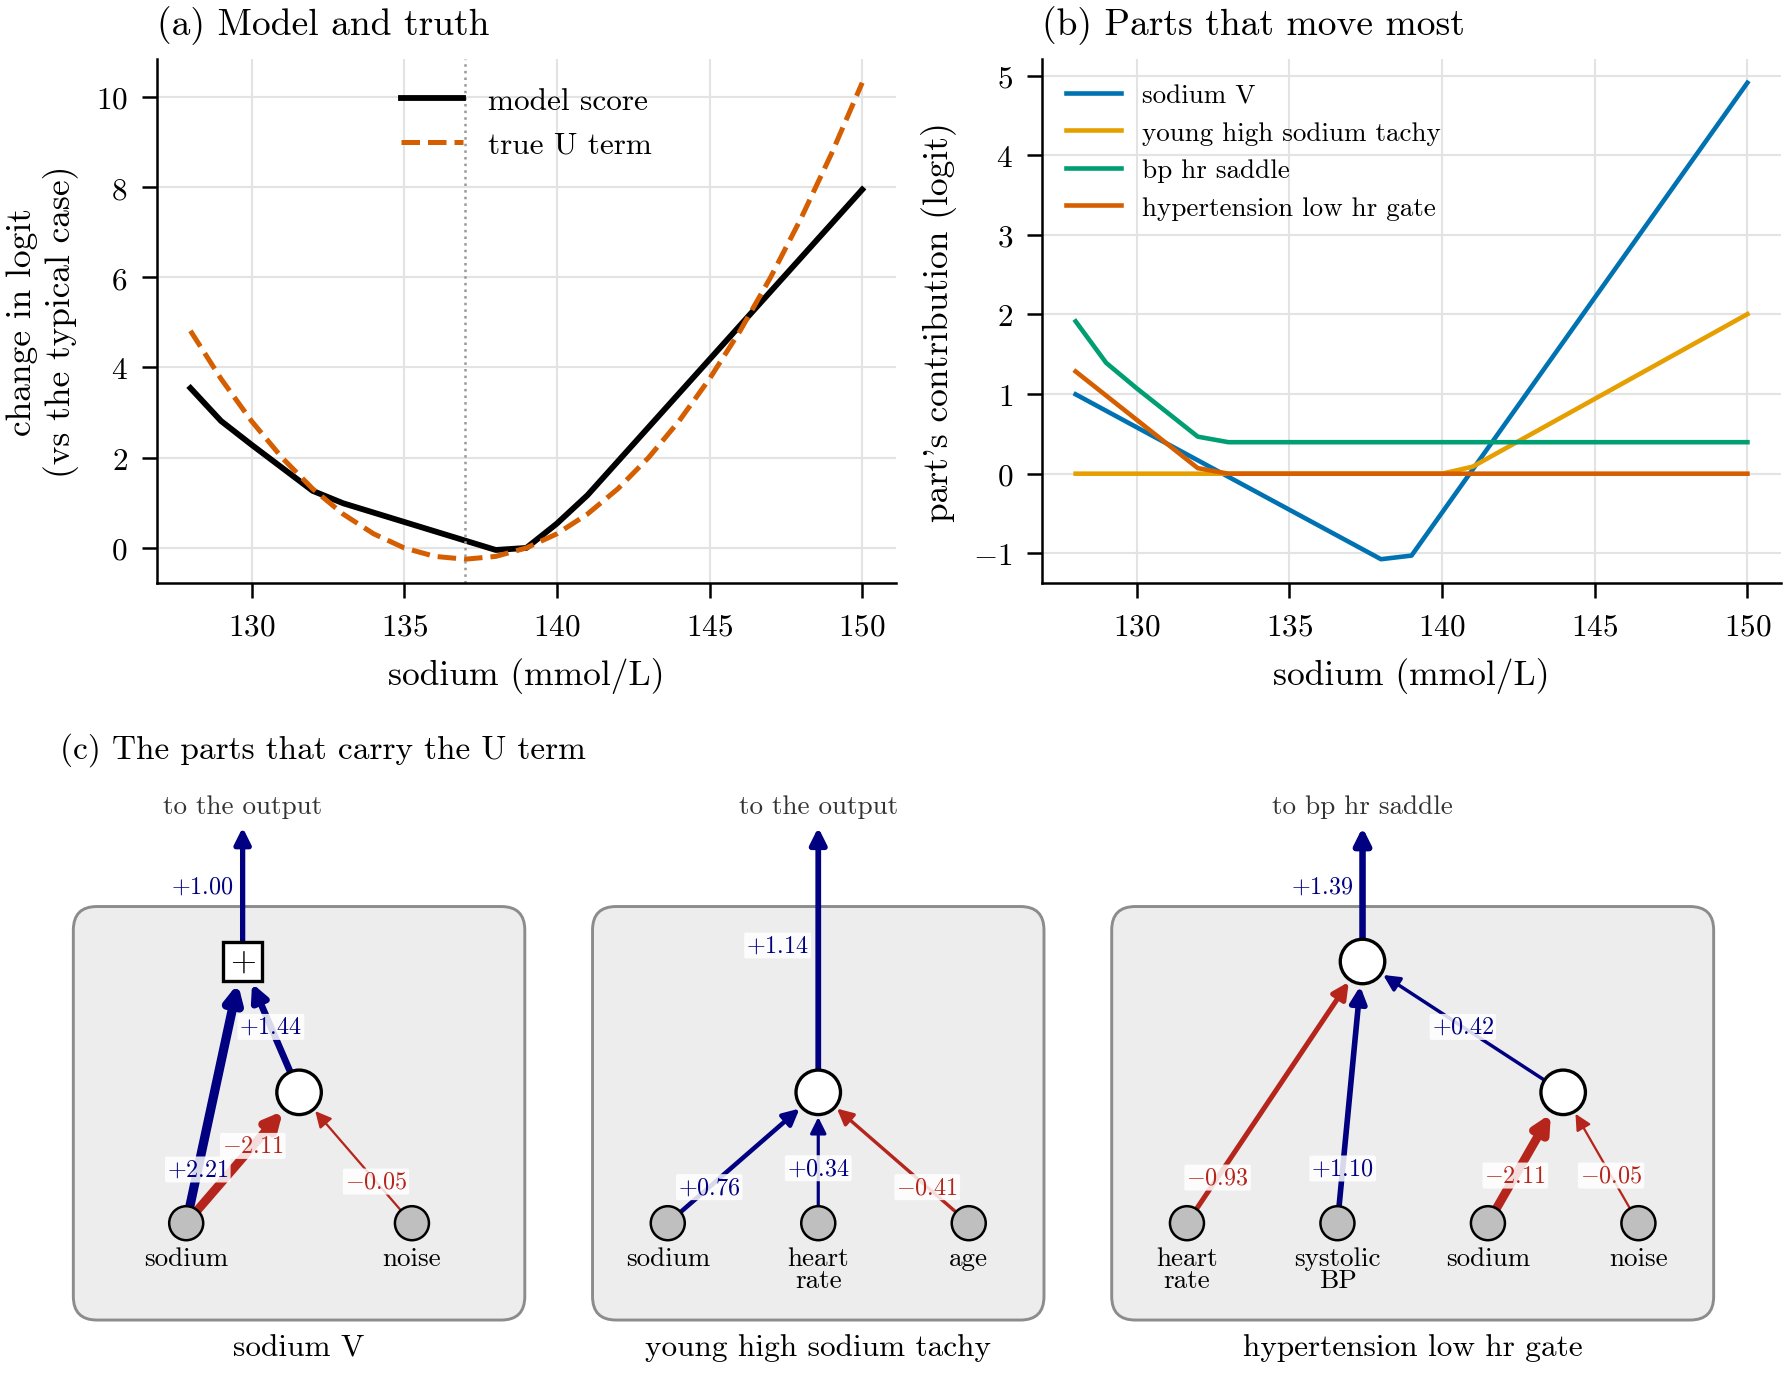 (a) Model and truth
change in logit
(vs the typical case)
10
8
6
4
2
0
model score
true U term
130
135
140
145
150
sodium (mmol/L)
(b) Parts that move most
part's contribution (logit)
5
4
3
2
1
0
−1
sodium V
young high sodium tachy
bp hr saddle
hypertension low hr gate
130
135
140
145
150
sodium (mmol/L)
(c) The parts that carry the U term
to the output
+1.00
+
+1.44
−2.11
+2.21
−0.05
sodium
noise
sodium V
to the output
+1.14
+0.76
+0.34
−0.41
sodium
heart
rate
age
young high sodium tachy
to bp hr saddle
+1.39
+0.42
−0.93
+1.10
−2.11
−0.05
heart
rate
systolic
BP
sodium
noise
hypertension low hr gate